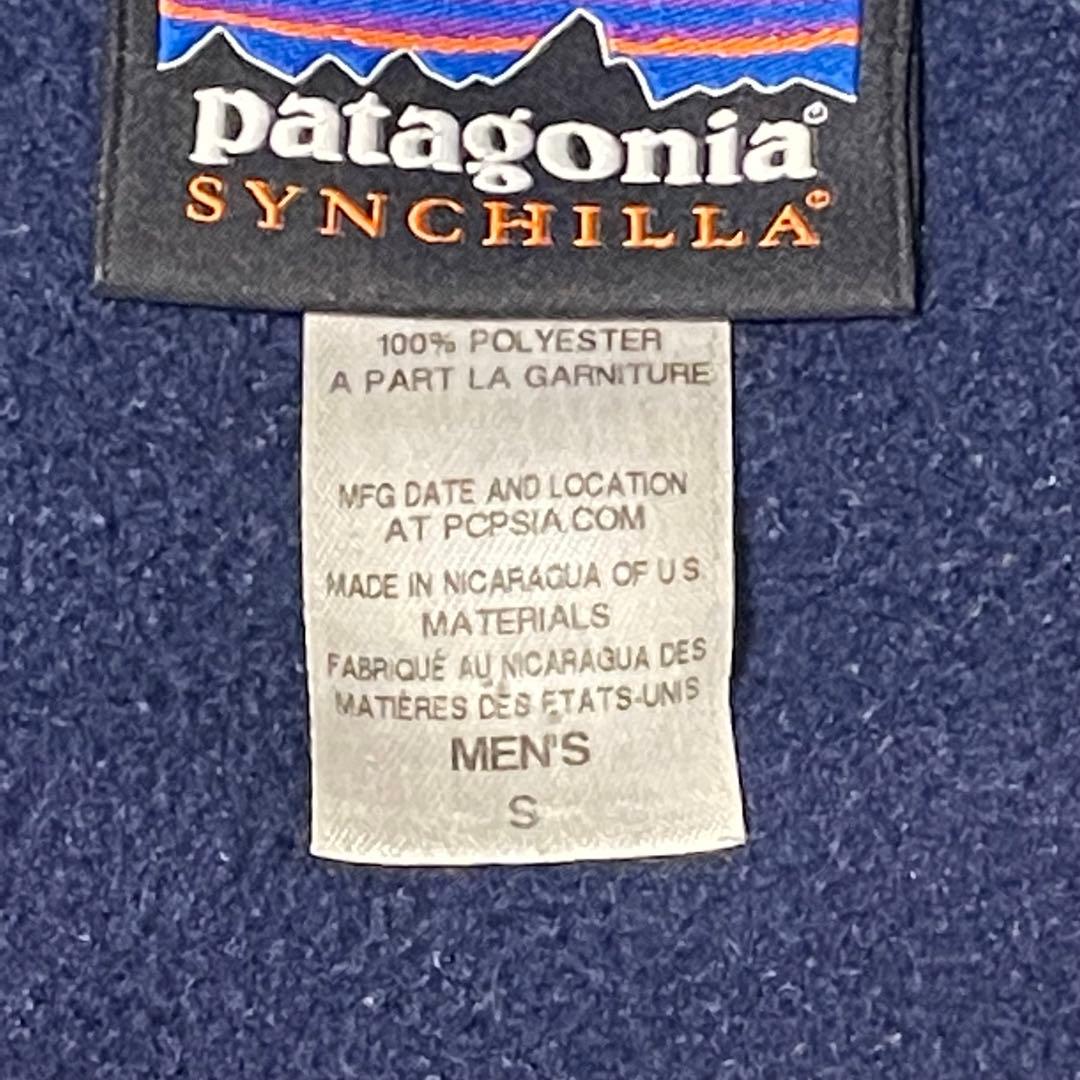 patagonia®
SYNCHILLA®
100% POLYESTER
A PART LA GARNITURE
MFG DATE AND LOCATION
AT PCPSIA.COM
MADE IN NICARAGUA OF U S
MATERIALS
FABRIQUÉ AU NICARAGUA DES
MATIÈRES DES ETATS-UNIS
MEN'S
S